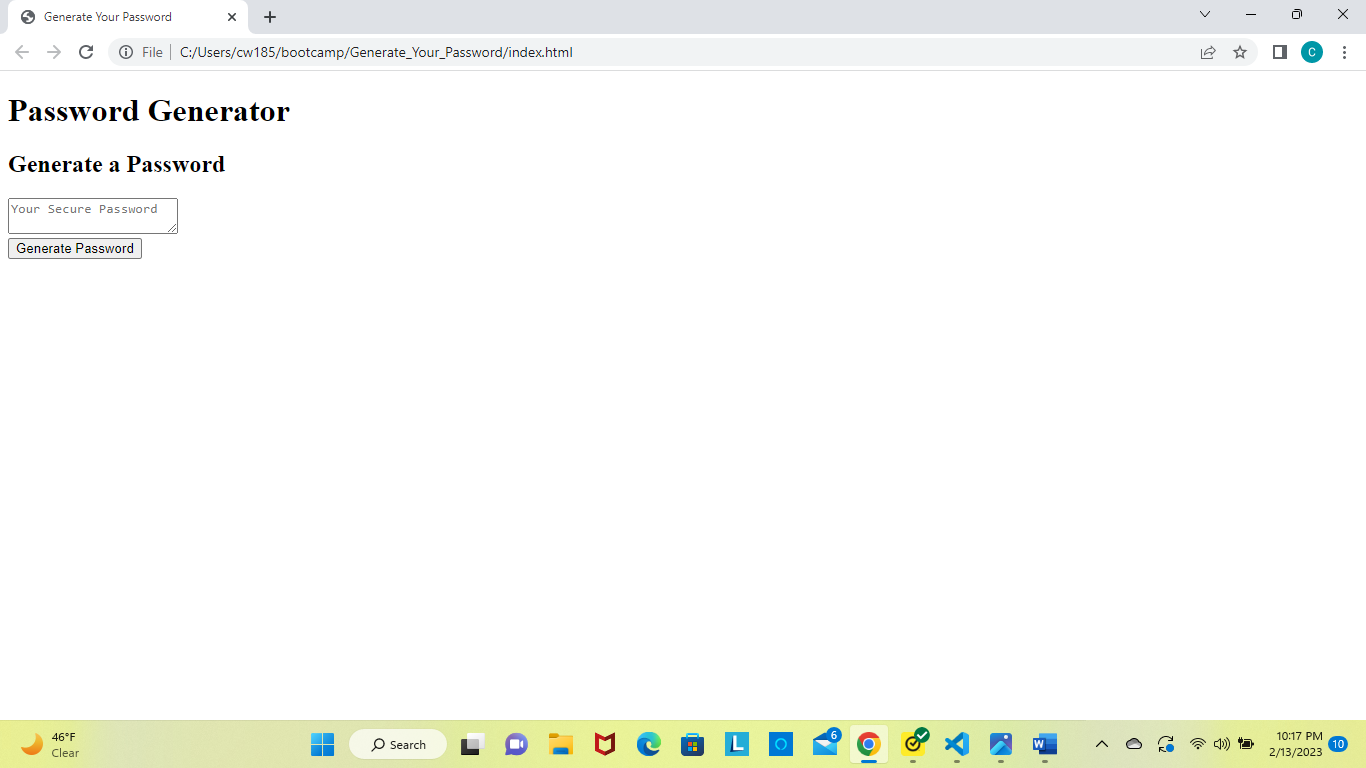 Generate Your Password
File
C:/Users/cw185/bootcamp/Generate_Your_Password/index.html
C
Password Generator
Generate a Password
Your Secure Password
Generate Password
46°F
Clear
Search
L
6
W
10:17 PM
2/13/2023
10